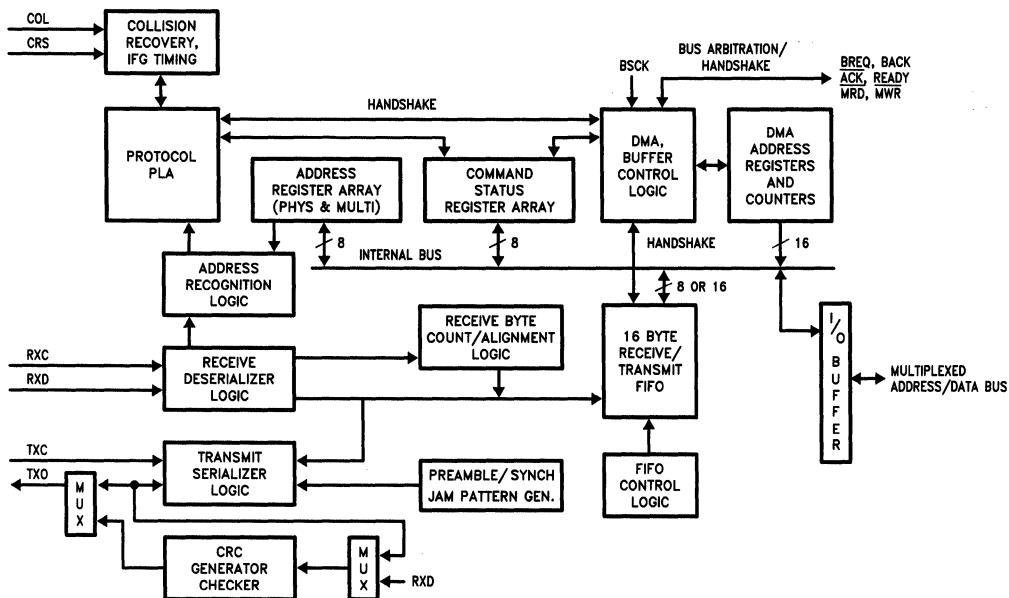 COL
CRS
COLLISION
RECOVERY,
IFG TIMING
BUS ARBITRATION/
HANDSHAKE
BSCK
BREQ, BACK
ACK, READY
MRD, MWR
HANDSHAKE
PROTOCOL
PLA
ADDRESS
REGISTER ARRAY
(PHYS & MULTI)
COMMAND
STATUS
REGISTER ARRAY
DMA,
BUFFER
CONTROL
LOGIC
DMA
ADDRESS
REGISTERS
AND
COUNTERS
8
8
HANDSHAKE
16
INTERNAL BUS
ADDRESS
RECOGNITION
LOGIC
8 OR 16
RECEIVE BYTE
COUNT/ALIGNMENT
LOGIC
16 BYTE
RECEIVE/
TRANSMIT
FIFO
I/O
BUFFER
MULTIPLEXED
ADDRESS/DATA BUS
RXC
RXD
RECEIVE
DESERIALIZER
LOGIC
TXC
TXO
TRANSMIT
SERIALIZER
LOGIC
PREAMBLE/SYNCH
JAM PATTERN GEN.
FIFO
CONTROL
LOGIC
MUX
CRC
GENERATOR
CHECKER
MUX
RXD